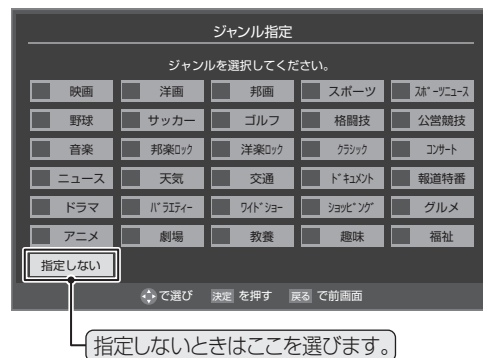 ジャンル指定
ジャンルを選択してください。
映画 洋画 邦画 スポーツ ｽﾎﾟｰﾂﾆｭｰｽ
野球 サッカー ゴルフ 格闘技 公営競技
音楽 邦楽ﾛｯｸ 洋楽ﾛｯｸ ｸﾗｼｯｸ ｺﾝｻｰﾄ
ニュース 天気 交通 ﾄﾞｷｭﾒﾝﾄ 報道特番
ドラマ ﾊﾞﾗｴﾃｨｰ ﾜｲﾄﾞｼｮｰ ｼｮｯﾋﾟﾝｸﾞ グルメ
アニメ 劇場 教養 趣味 福祉
指定しない
で選び 決定 を押す 戻る で前画面
指定しないときはここを選びます。